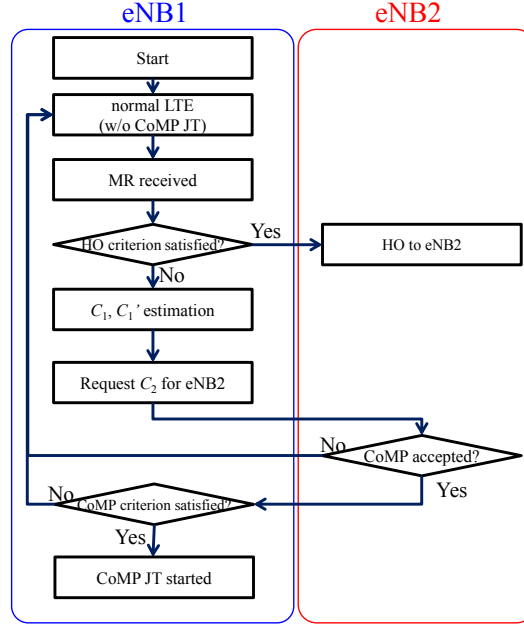 eNB1
eNB2
Start
normal LTE
(w/o CoMP JT)
MR received
HO criterion satisfied?
Yes
HO to eNB2
No
C₁, C₁’ estimation
Request C₂ for eNB2
No
CoMP accepted?
Yes
No
CoMP criterion satisfied?
Yes
CoMP JT started